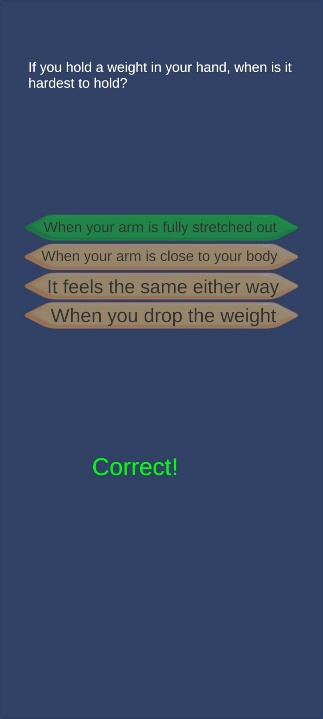 If you hold a weight in your hand, when is it
hardest to hold?
When your arm is fully stretched out
When your arm is close to your body
It feels the same either way
When you drop the weight
Correct!